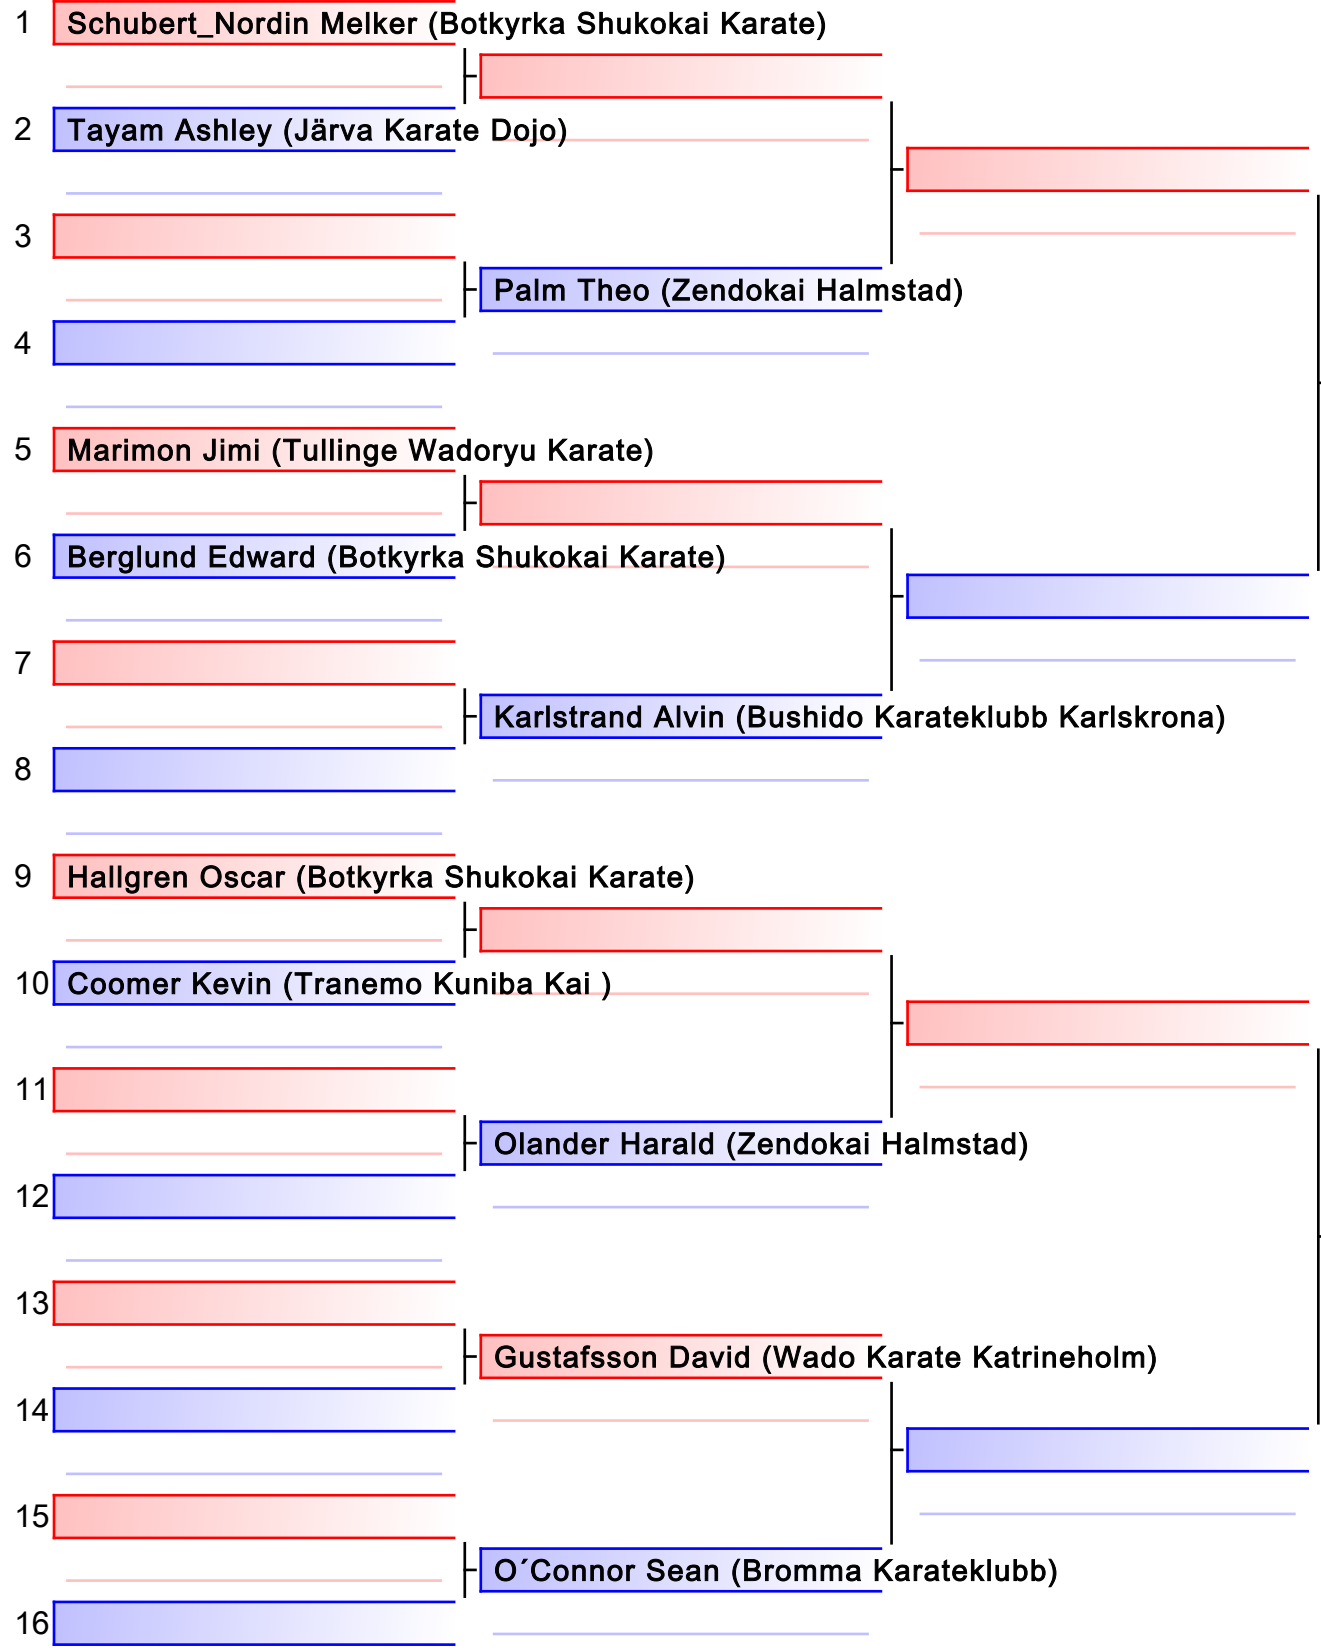 1 Schubert_Nordin Melker (Botkyrka Shukokai Karate)
2 Tayam Ashley (Järva Karate Dojo)
3
Palm Theo (Zendokai Halmstad)
4
5 Marimon Jimi (Tullinge Wadoryu Karate)
6 Berglund Edward (Botkyrka Shukokai Karate)
7
Karlstrand Alvin (Bushido Karateklubb Karlskrona)
8
9 Hallgren Oscar (Botkyrka Shukokai Karate)
10 Coomer Kevin (Tranemo Kuniba Kai )
11
Olander Harald (Zendokai Halmstad)
12
13
Gustafsson David (Wado Karate Katrineholm)
14
15
O´Connor Sean (Bromma Karateklubb)
16